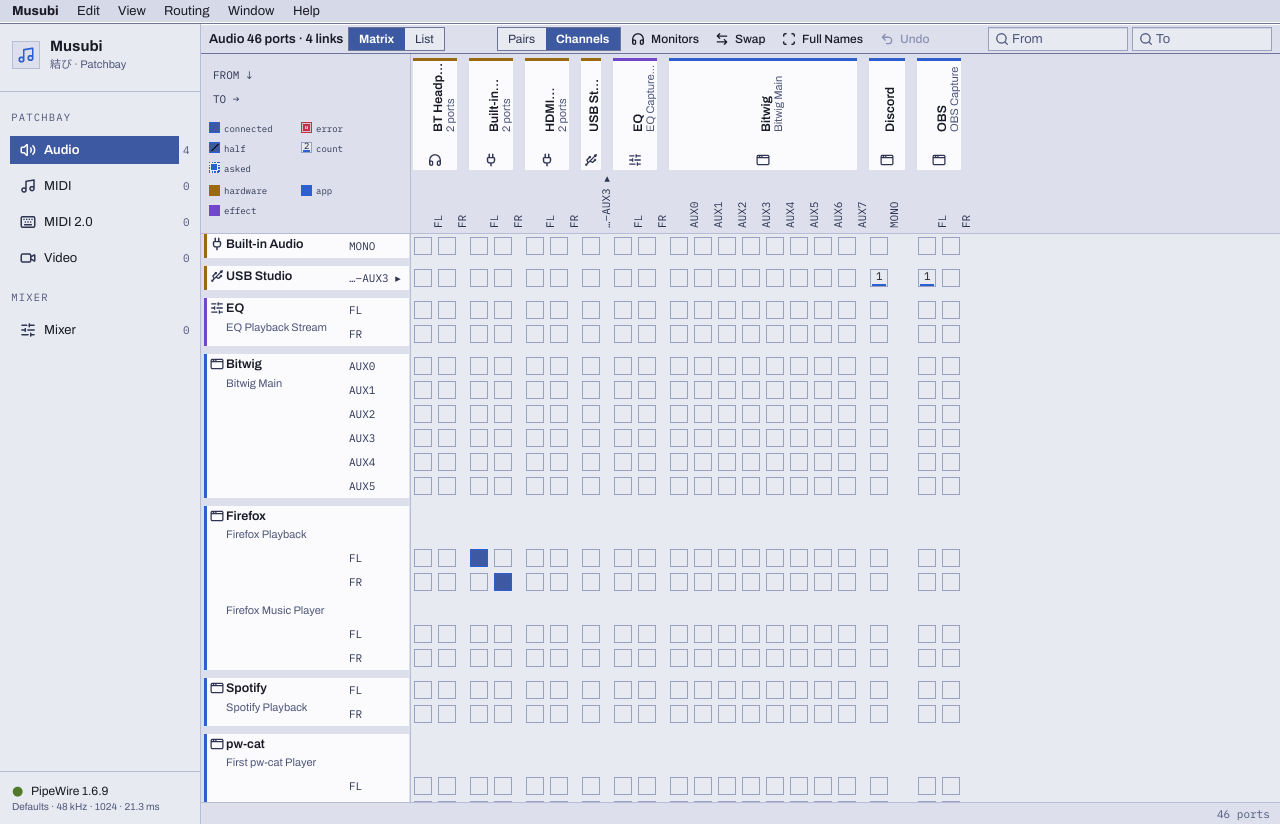 Musubi Edit View Routing Window Help
Musubi
結び · Patchbay
PATCHBAY
Audio 4
MIDI 0
MIDI 2.0 0
Video 0
MIXER
Mixer 0
PipeWire 1.6.9
Defaults · 48 kHz · 1024 · 21.3 ms
Audio 46 ports · 4 links Matrix List Pairs Channels Monitors Swap Full Names Undo From To
FROM ↓
TO →
connected error
half 2 count
asked
hardware app
effect
BT Headp...
2 ports
Built-in...
2 ports
HDMI...
2 ports
USB St...
EQ
EQ Capture...
Bitwig
Bitwig Main
Discord
OBS
OBS Capture
FL FR FL FR FL FR …–AUX3 ▸ FL FR AUX0 AUX1 AUX2 AUX3 AUX4 AUX5 AUX6 AUX7 MONO FL FR
Built-in Audio MONO
USB Studio …–AUX3 ▸ 1 1
EQ FL
EQ Playback Stream FR
Bitwig AUX0
Bitwig Main AUX1
AUX2
AUX3
AUX4
AUX5
Firefox
Firefox Playback
FL
FR
Firefox Music Player
FL
FR
Spotify FL
Spotify Playback FR
pw-cat
First pw-cat Player
FL
46 ports